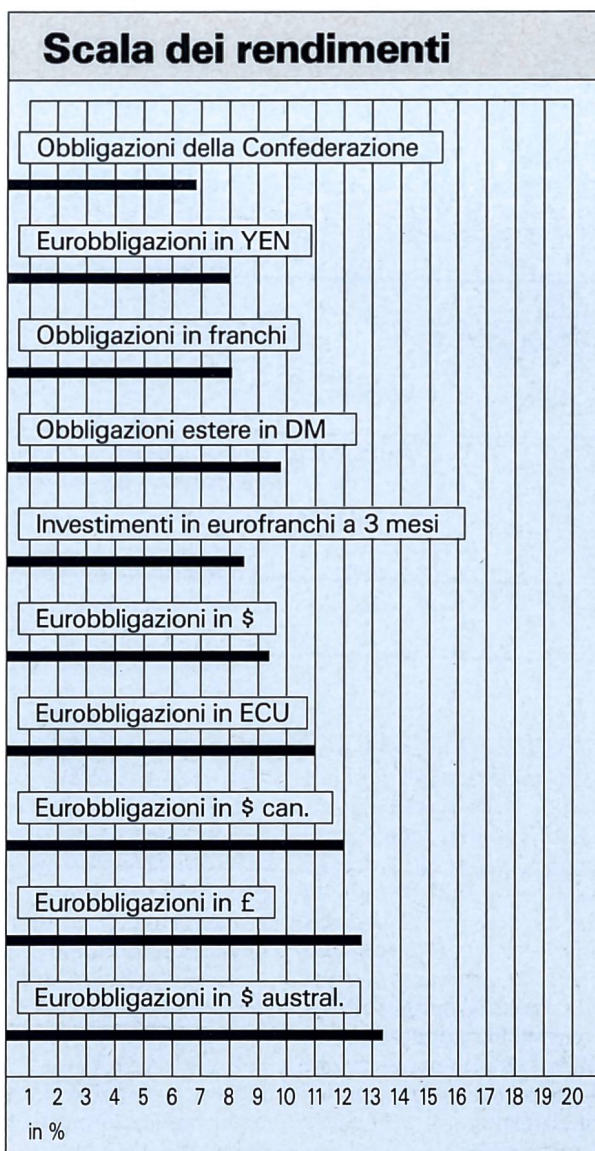 Scala dei rendimenti
Obbligazioni della Confederazione
Eurobbligazioni in YEN
Obbligazioni in franchi
Obbligazioni estere in DM
Investimenti in eurofranchi a 3 mesi
Eurobbligazioni in $
Eurobbligazioni in ECU
Eurobbligazioni in $ can.
Eurobbligazioni in £
Eurobbligazioni in $ austral.
1 2 3 4 5 6 7 8 9 10 11 12 13 14 15 16 17 18 19 20
in %